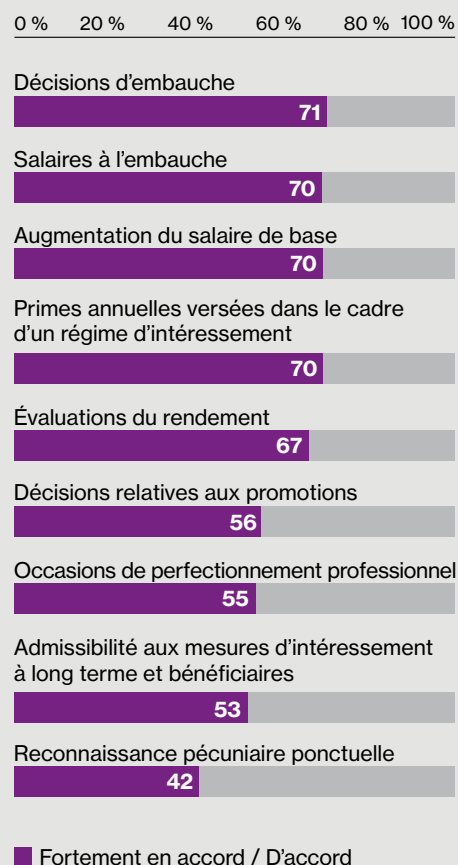 0 % 20 % 40 % 60 % 80 % 100 %
Décisions d’embauche
71
Salaires à l’embauche
70
Augmentation du salaire de base
70
Primes annuelles versées dans le cadre
d’un régime d’intéressement
70
Évaluations du rendement
67
Décisions relatives aux promotions
56
Occasions de perfectionnement professionnel
55
Admissibilité aux mesures d’intéressement
à long terme et bénéficiaires
53
Reconnaissance pécuniaire ponctuelle
42
Fortement en accord / D’accord